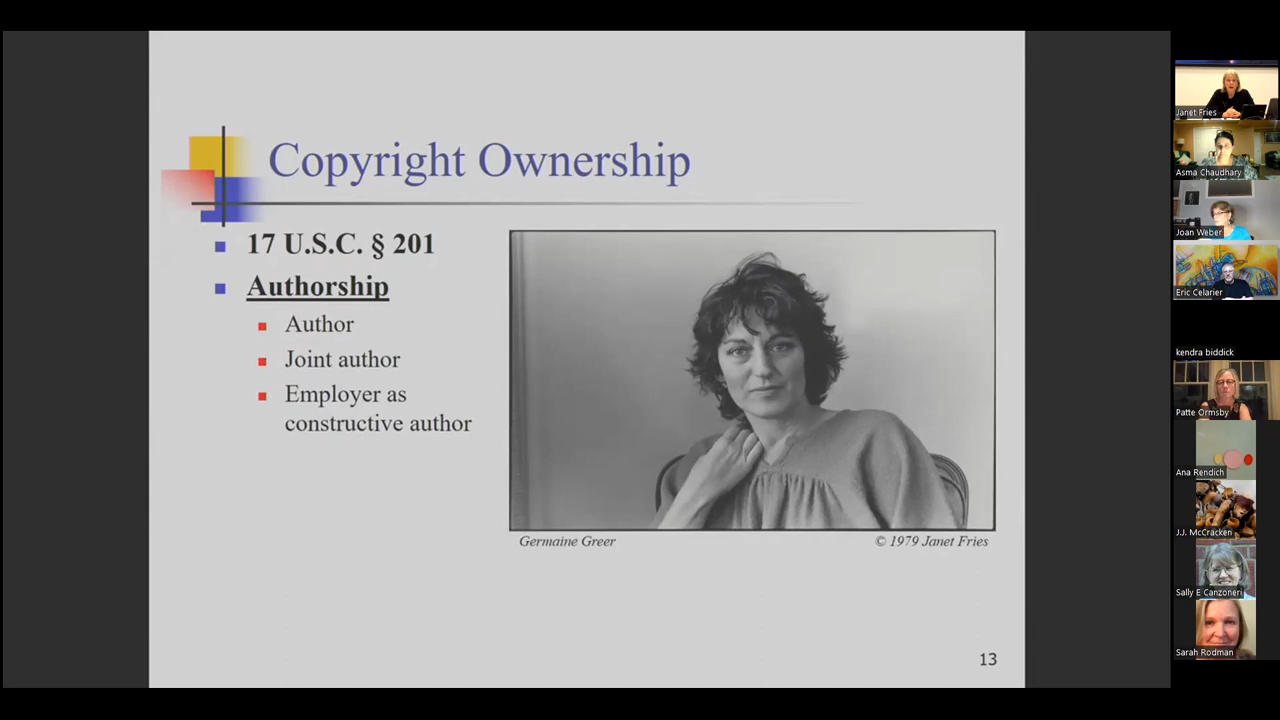 Copyright Ownership
17 U.S.C. § 201
Authorship
Author
Joint author
Employer as
constructive author
Germaine Greer
© 1979 Janet Fries
13
Janet Fries
Asma Chaudhary
Joan Weber
Eric Celarier
kendra biddick
Patte Ormsby
Ana Rendich
J.J. McCracken
Sally E Canzoneri
Sarah Rodman